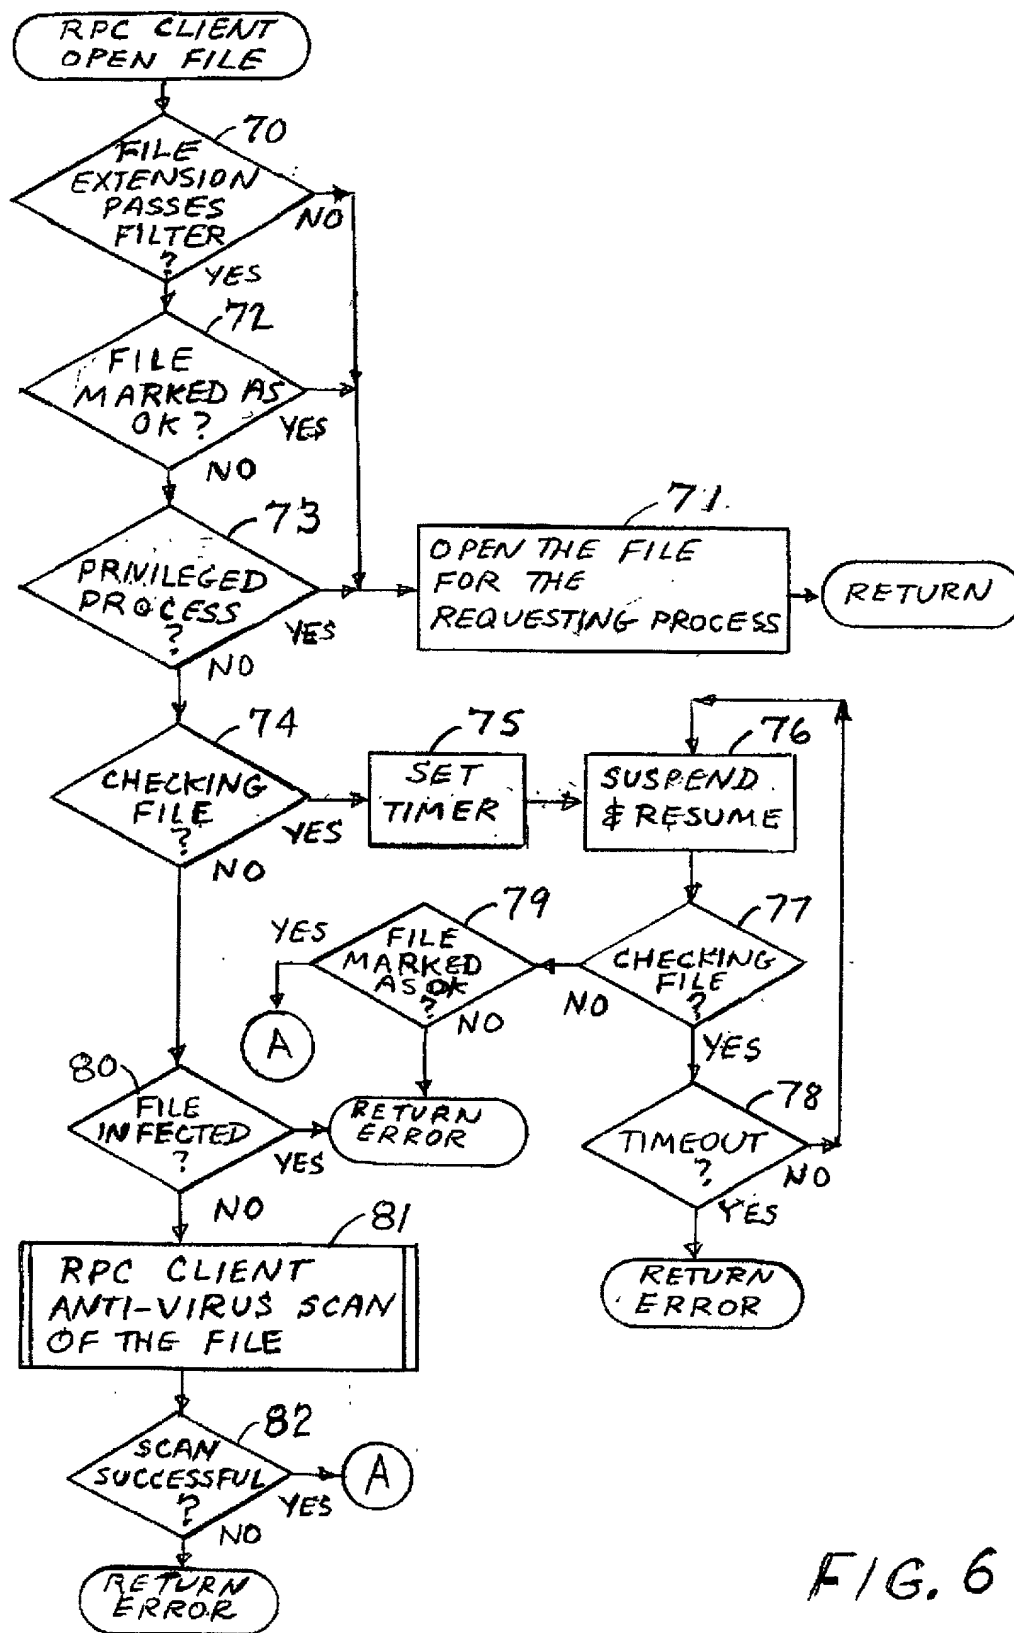 RPC CLIENT
OPEN FILE
70
FILE
EXTENSION
PASSES
FILTER
?
NO
YES
72
FILE
MARKED AS
OK?
YES
NO
73
PRIVILEGED
PROCESS
?
YES
NO
71
OPEN THE FILE
FOR THE
REQUESTING PROCESS
RETURN
74
CHECKING
FILE
?
YES
NO
75
SET
TIMER
76
SUSPEND
& RESUME
77
CHECKING
FILE
?
NO
YES
79
FILE
MARKED
AS OK
?
YES
NO
A
RETURN
ERROR
78
TIMEOUT
?
NO
YES
RETURN
ERROR
80
FILE
INFECTED
?
YES
NO
81
RPC CLIENT
ANTI-VIRUS SCAN
OF THE FILE
82
SCAN
SUCCESSFUL
?
YES
A
NO
RETURN
ERROR
FIG. 6